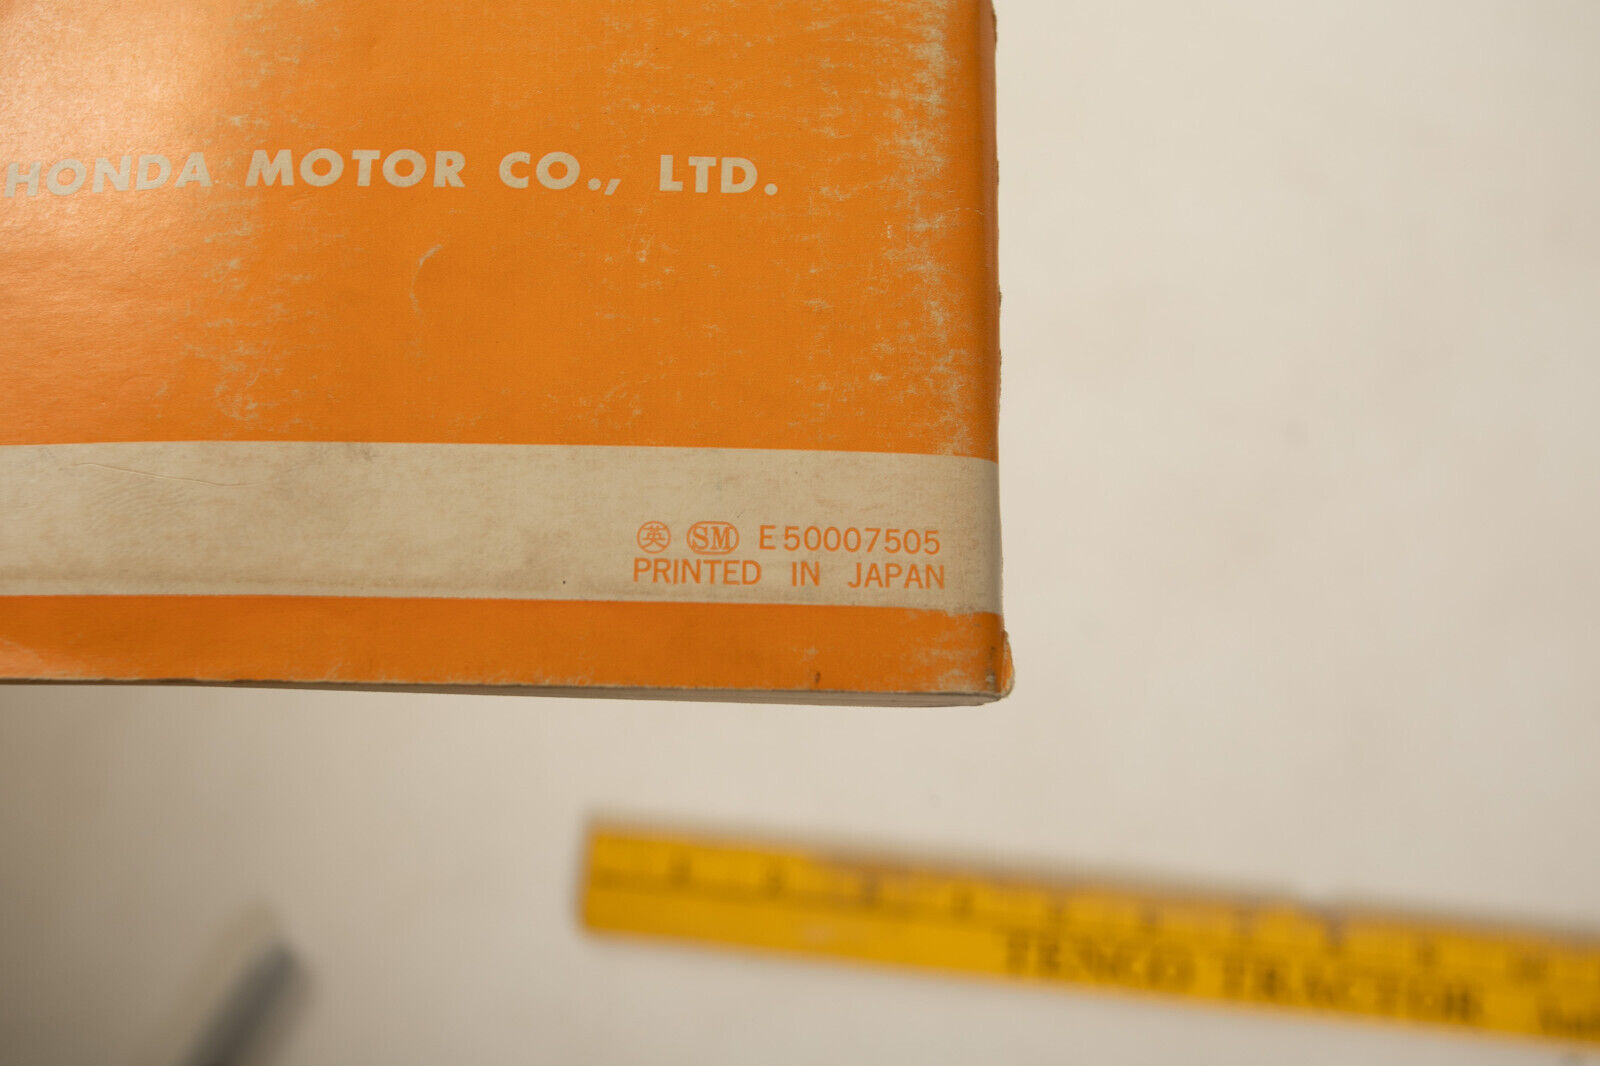 HONDA MOTOR CO., LTD.
英 SM E50007505
PRINTED IN JAPAN
TENCO TRACTOR